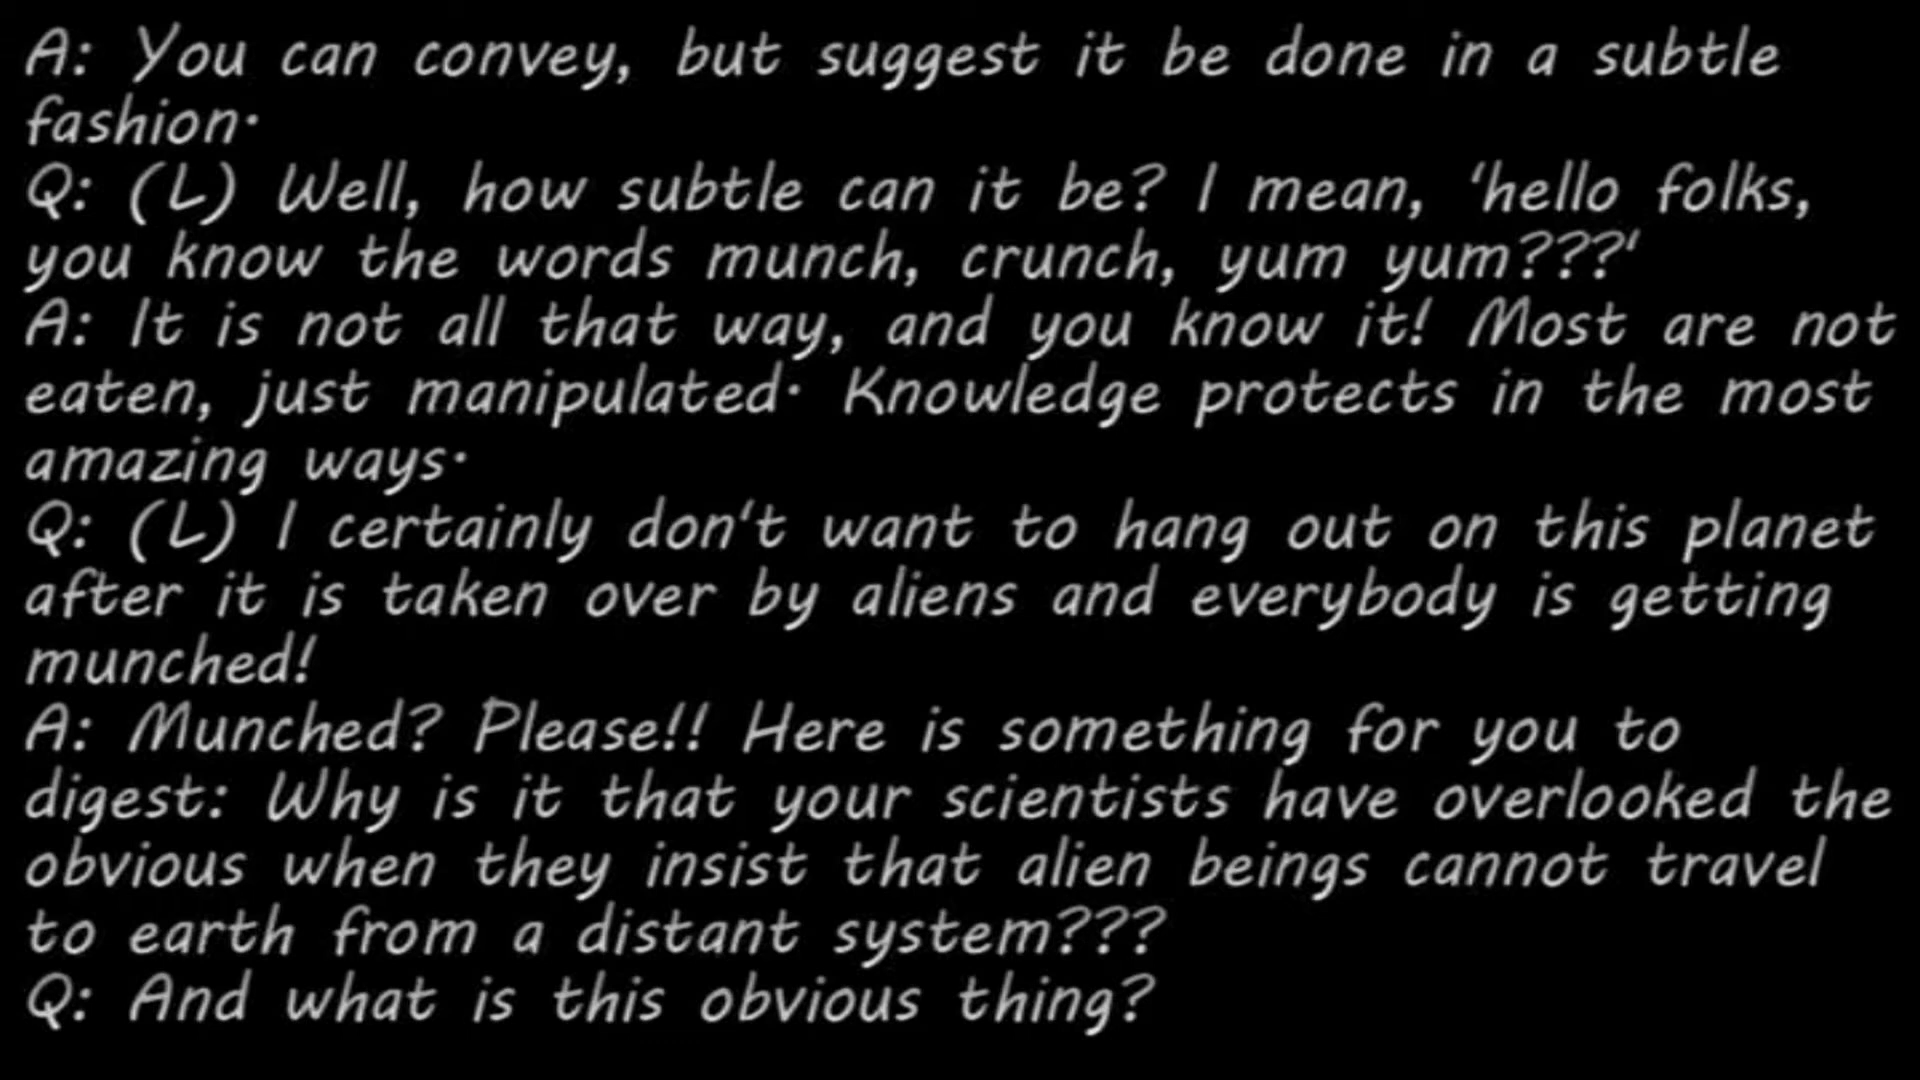 A: You can convey, but suggest it be done in a subtle
fashion·
Q: (L) Well, how subtle can it be? I mean, 'hello folks,
you know the words munch, crunch, yum yum???'
A: It is not all that way, and you know it! Most are not
eaten, just manipulated· Knowledge protects in the most
amazing ways·
Q: (L) I certainly don't want to hang out on this planet
after it is taken over by aliens and everybody is getting
munched!
A: Munched? Please!! Here is something for you to
digest: Why is it that your scientists have overlooked the
obvious when they insist that alien beings cannot travel
to earth from a distant system???
Q: And what is this obvious thing?